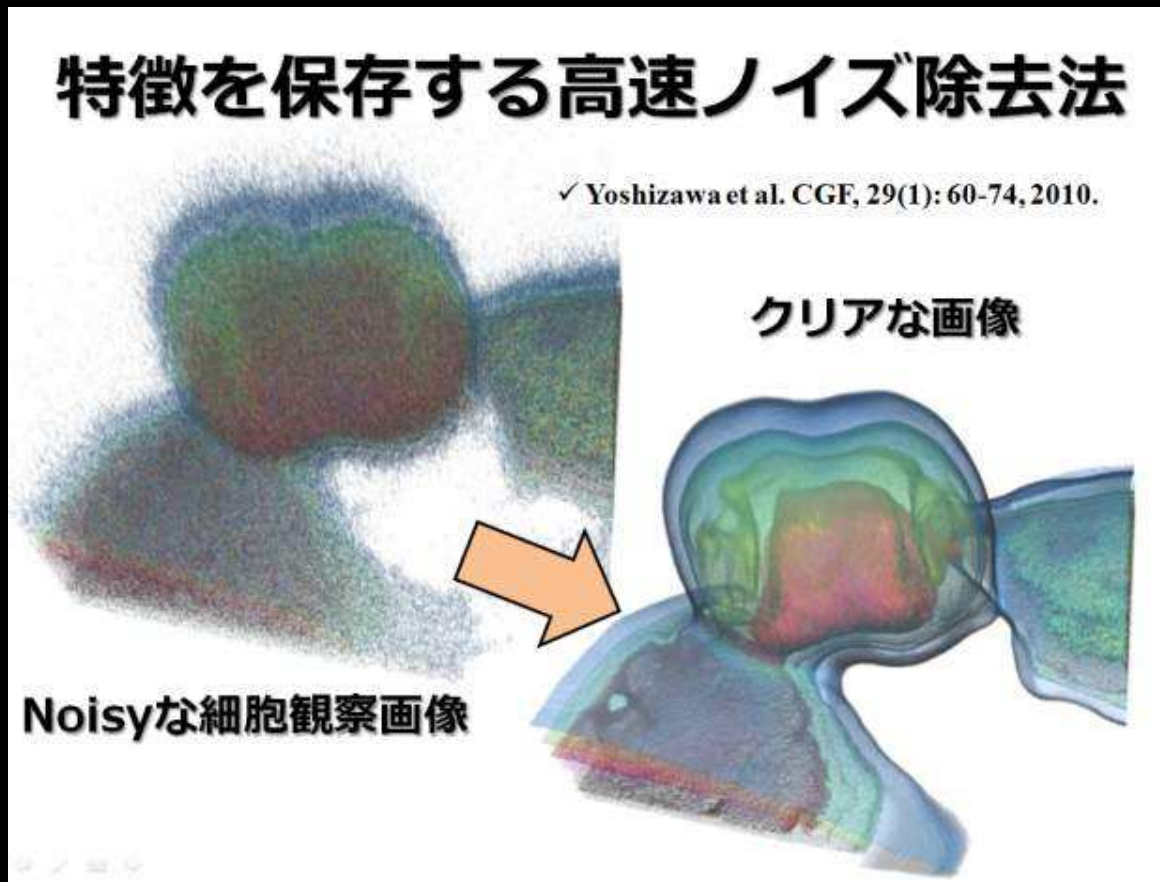 特徴を保存する高速ノイズ除去法
✓ Yoshizawa et al. CGF, 29(1): 60-74, 2010.
クリアな画像
Noisyな細胞観察画像